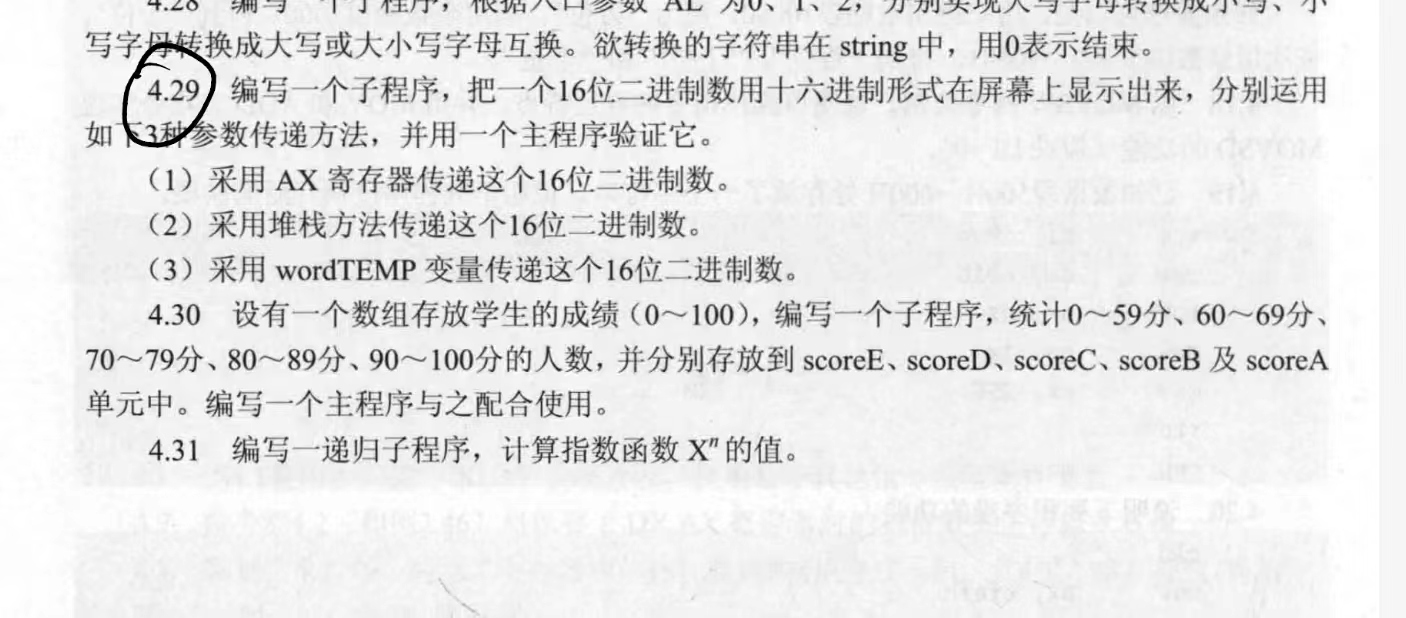 4.28 编写一个子程序，根据入口参数 AL 为0、1、2，分别实现大写字母转换成小写、小
写字母转换成大写或大小写字母互换。欲转换的字符串在 string 中，用0表示结束。
4.29 编写一个子程序，把一个16位二进制数用十六进制形式在屏幕上显示出来，分别运用
如下3种参数传递方法，并用一个主程序验证它。
（1）采用 AX 寄存器传递这个16位二进制数。
（2）采用堆栈方法传递这个16位二进制数。
（3）采用 wordTEMP 变量传递这个16位二进制数。
4.30 设有一个数组存放学生的成绩（0～100），编写一个子程序，统计0～59分、60～69分、
70～79分、80～89分、90～100分的人数，并分别存放到 scoreE、scoreD、scoreC、scoreB 及 scoreA
单元中。编写一个主程序与之配合使用。
4.31 编写一递归子程序，计算指数函数 Xⁿ 的值。